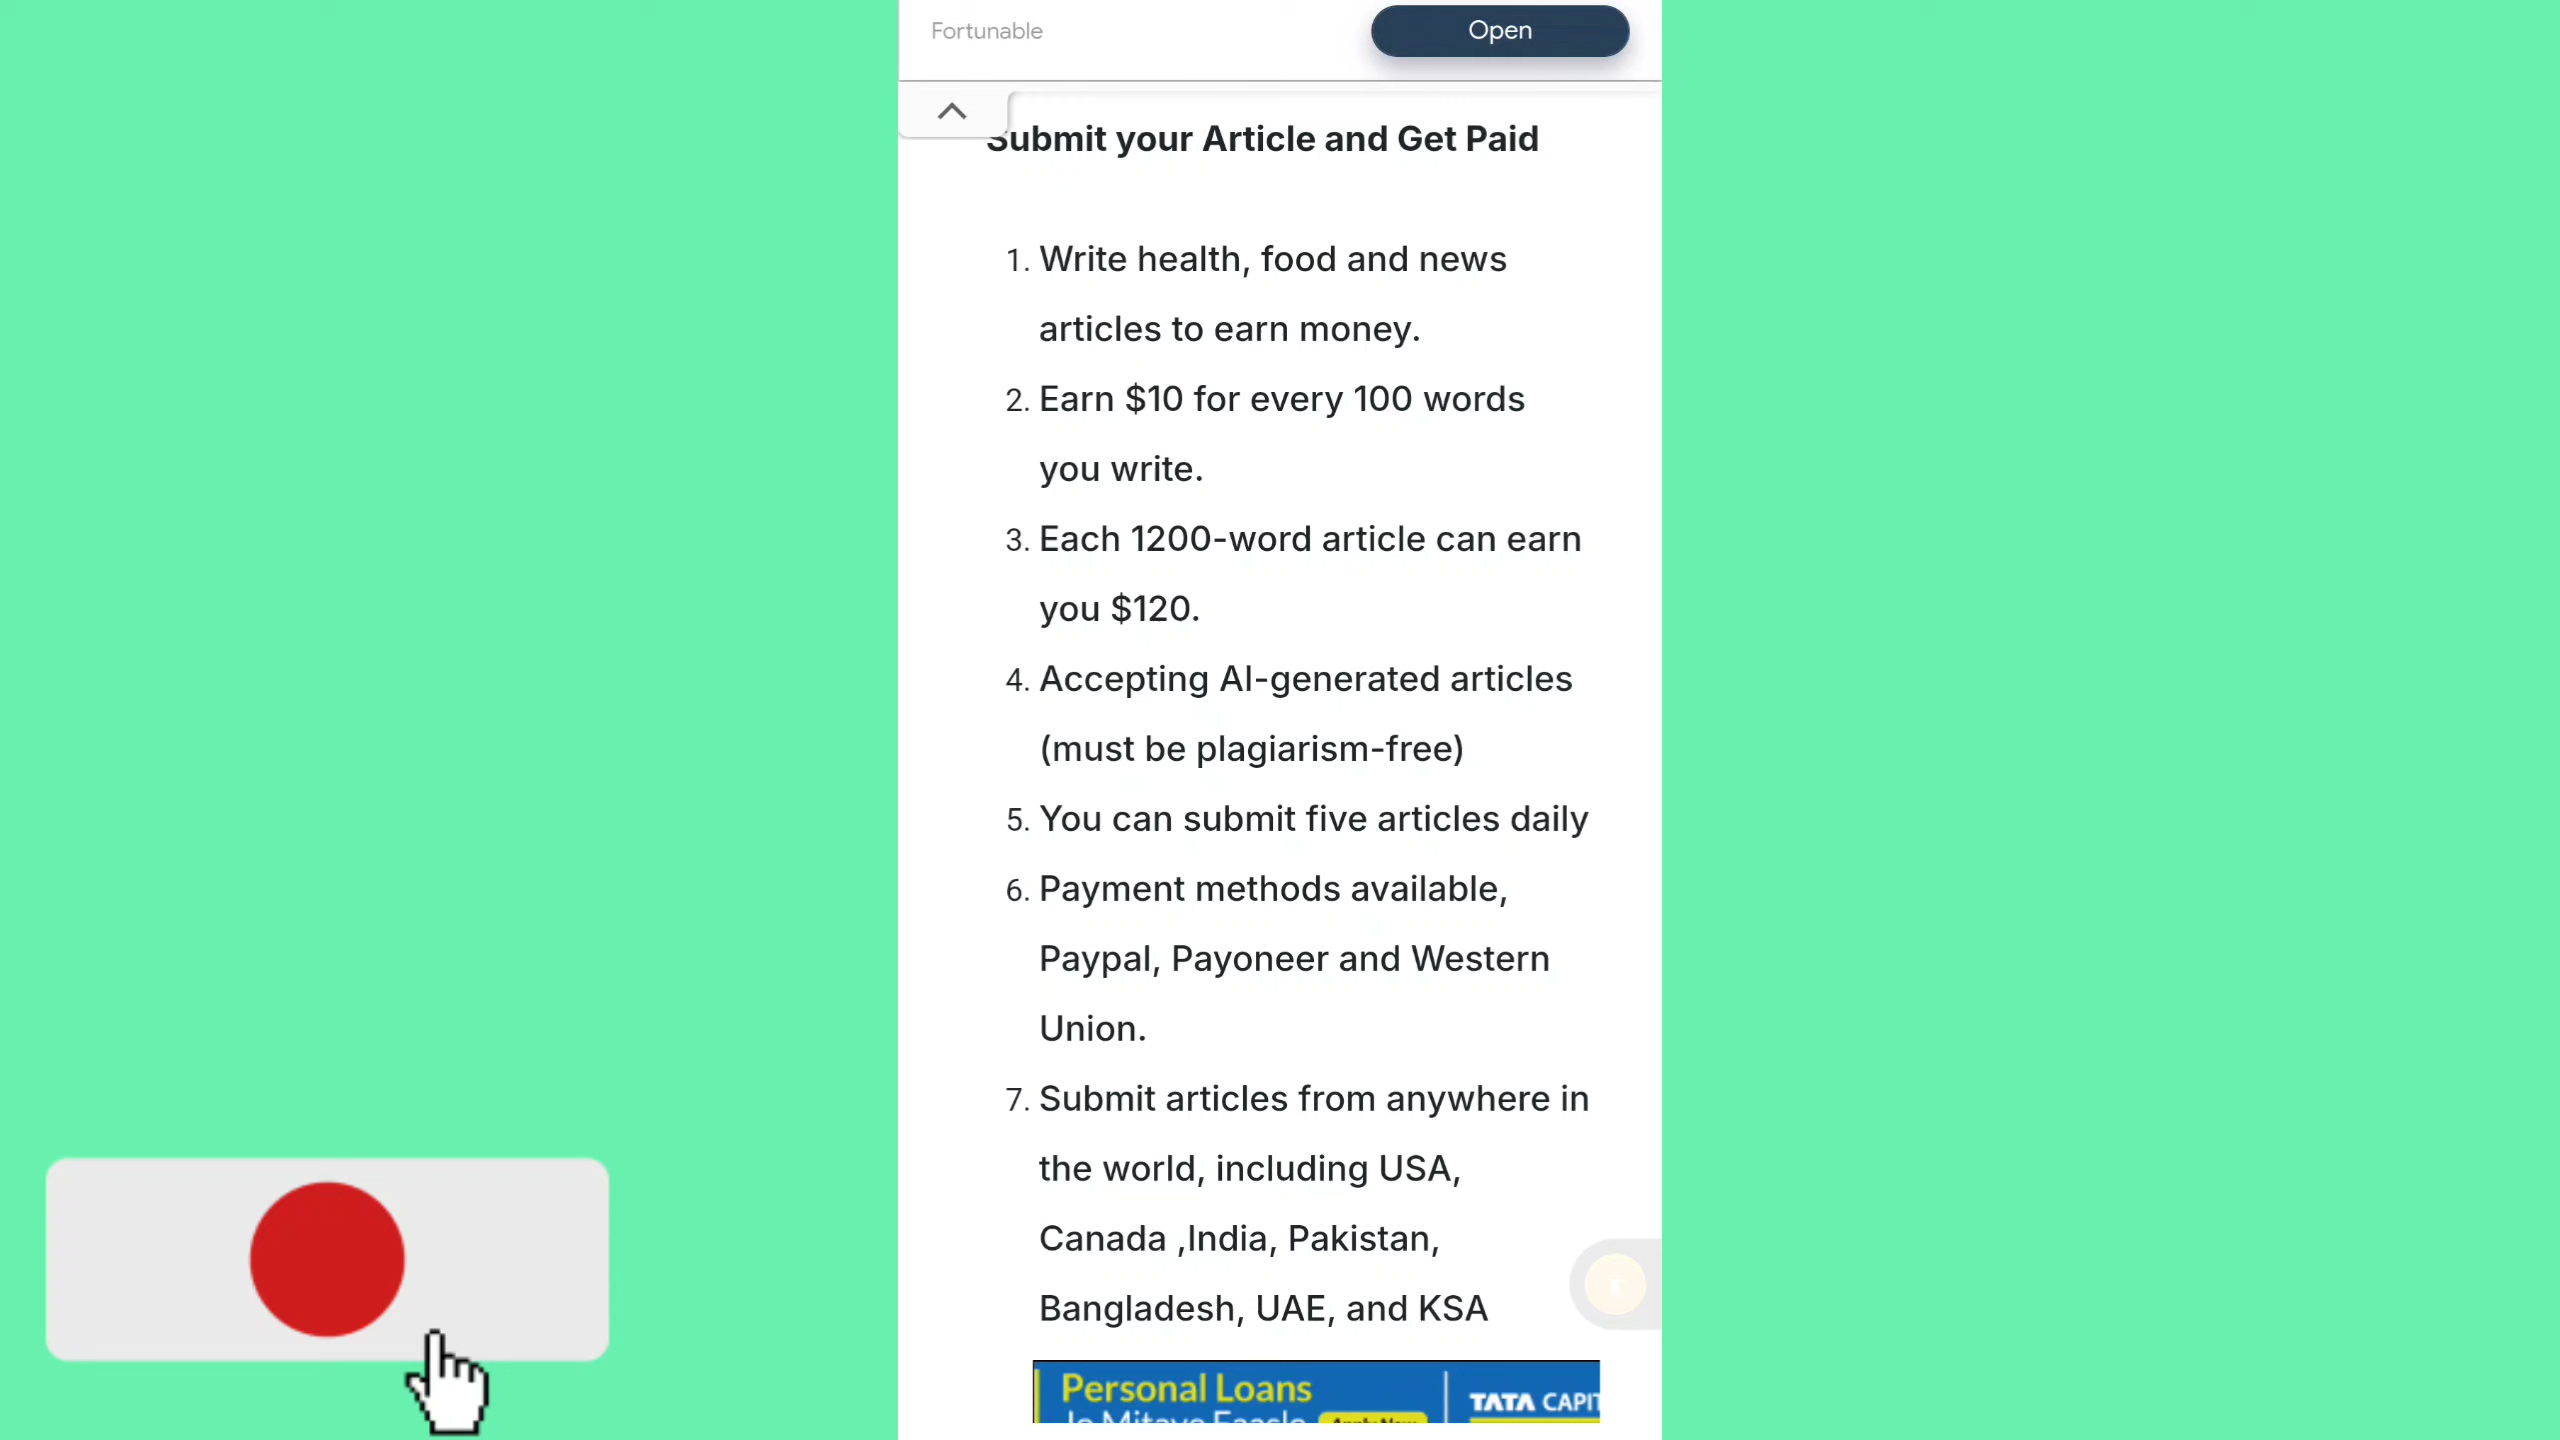 Fortunable
Open
Submit your Article and Get Paid
1. Write health, food and news
articles to earn money.
2. Earn $10 for every 100 words
you write.
3. Each 1200-word article can earn
you $120.
4. Accepting AI-generated articles
(must be plagiarism-free)
5. You can submit five articles daily
6. Payment methods available,
Paypal, Payoneer and Western
Union.
7. Submit articles from anywhere in
the world, including USA,
Canada ,India, Pakistan,
Bangladesh, UAE, and KSA
Personal Loans
TATA